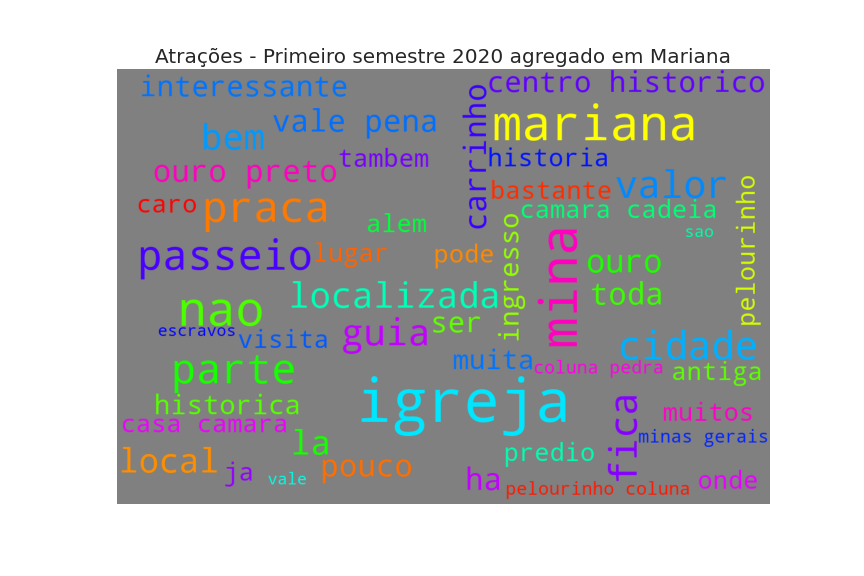 Atrações - Primeiro semestre 2020 agregado em Mariana
interessante
centro historico
vale pena
mariana
bem
carrinho
tambem
historia
ouro preto
bastante
valor
caro
praca
camara cadeia
pelourinho
alem
sao
passeio
lugar
pode
ingresso
mina
ouro
nao
localizada
toda
escravos
visita
guia
ser
cidade
parte
muita
coluna pedra
antiga
historica
igreja
fica
muitos
casa camara
minas gerais
la
local
ja
vale
pouco
ha
predio
pelourinho coluna
onde